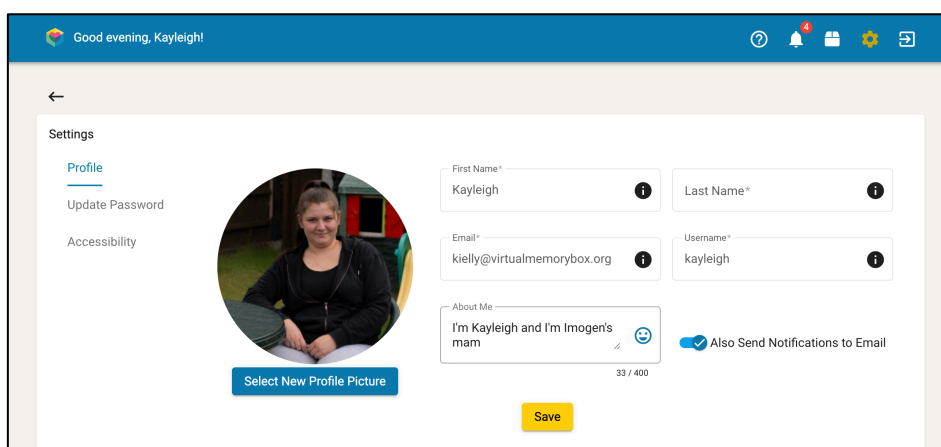 Good evening, Kayleigh!
4
Settings
Profile
Update Password
Accessibility
Select New Profile Picture
First Name*
Kayleigh
Last Name*
Email*
kielly@virtualmemorybox.org
Username*
kayleigh
About Me
I'm Kayleigh and I'm Imogen's
mam
33 / 400
Also Send Notifications to Email
Save